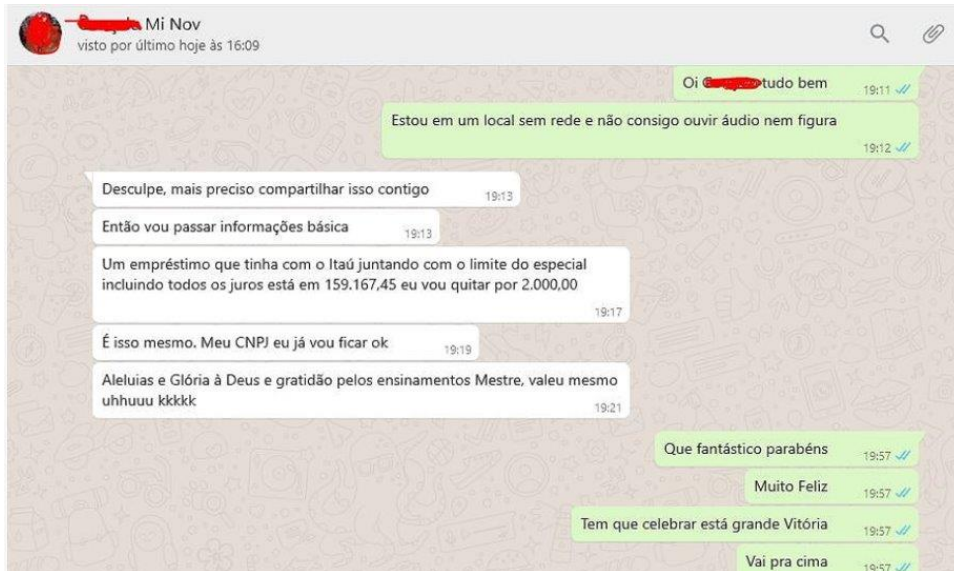 Mi Nov
visto por último hoje às 16:09
Oi tudo bem 19:11
Estou em um local sem rede e não consigo ouvir áudio nem figura
19:12
Desculpe, mais preciso compartilhar isso contigo 19:13
Então vou passar informações básica 19:13
Um empréstimo que tinha com o Itaú juntando com o limite do especial
incluindo todos os juros está em 159.167,45 eu vou quitar por 2.000,00
19:17
É isso mesmo. Meu CNPJ eu já vou ficar ok 19:19
Aleluias e Glória à Deus e gratidão pelos ensinamentos Mestre, valeu mesmo
uhhuuu kkkkk 19:21
Que fantástico parabéns 19:57
Muito Feliz 19:57
Tem que celebrar está grande Vitória 19:57
Vai pra cima 19:57